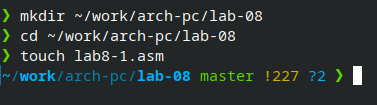 ❯ mkdir ~/work/arch-pc/lab-08
❯ cd ~/work/arch-pc/lab-08
❯ touch lab8-1.asm
~/work/arch-pc/lab-08 master !227 ?2 ❯